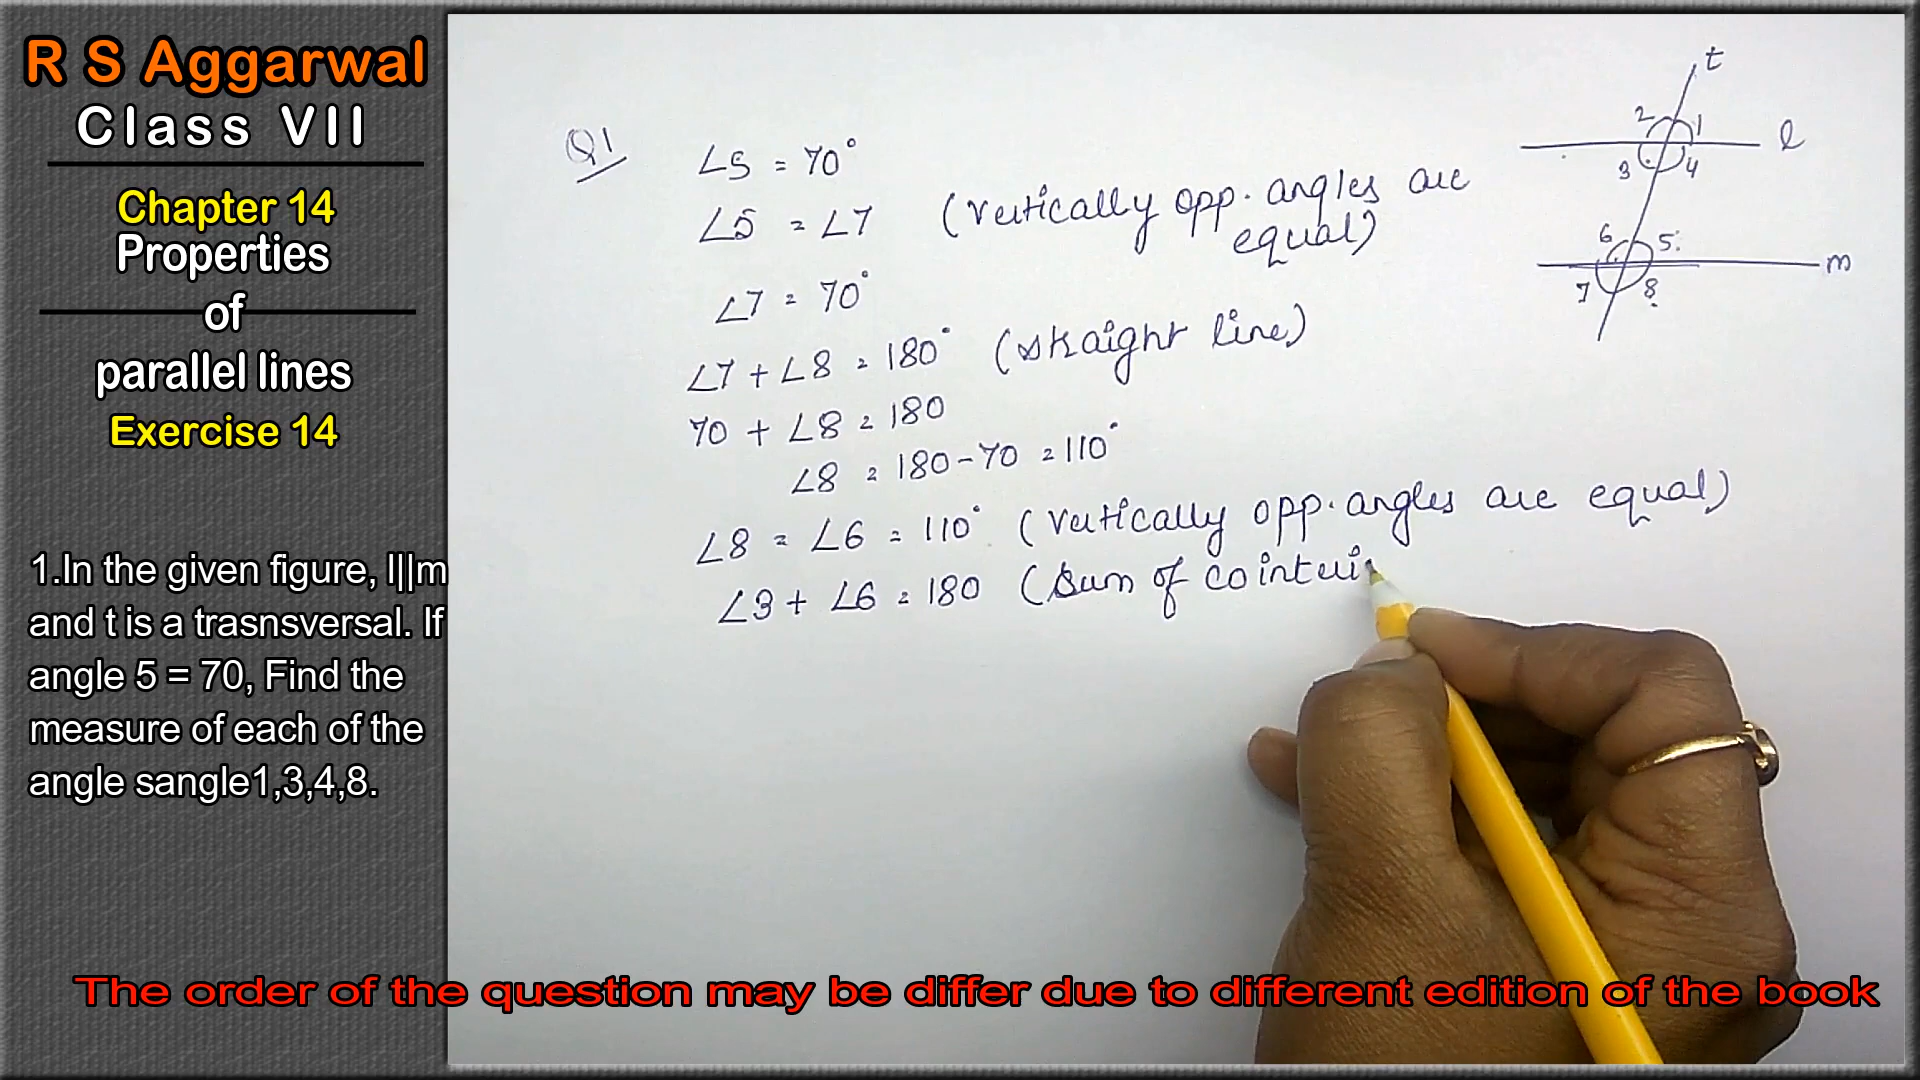 R S Aggarwal
Class VII
Chapter 14
Properties
of
parallel lines
Exercise 14
1.In the given figure, l||m
and t is a trasnsversal. If
angle 5 = 70, Find the
measure of each of the
angle sangle1,3,4,8.
Q1
∠5 = 70°
∠5 = ∠7 (Vertically opp. angles are
equal)
∠7 = 70°
∠7 + ∠8 = 180° (straight line)
70 + ∠8 = 180
∠8 = 180 - 70 = 110°
∠8 = ∠6 = 110° (Vertically opp. angles are equal)
∠3 + ∠6 = 180 (Sum of cointeri
t
2 1
l
3 4
6 5
m
7 8
The order of the question may be differ due to different edition of the book